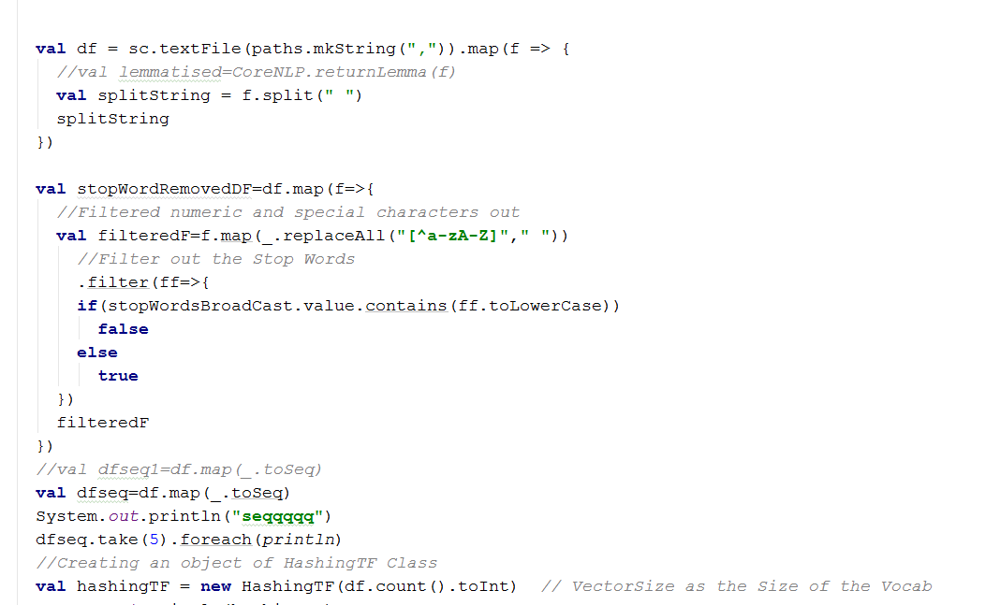 val df = sc.textFile(paths.mkString(",")).map(f => {
//val lemmatised=CoreNLP.returnLemma(f)
val splitString = f.split(" ")
splitString
})
val stopWordRemovedDF=df.map(f=>{
//Filtered numeric and special characters out
val filteredF=f.map(_.replaceAll("[^a-zA-Z]"," "))
//Filter out the Stop Words
.filter(ff=>{
if(stopWordsBroadCast.value.contains(ff.toLowerCase))
false
else
true
})
filteredF
})
//val dfseq1=df.map(_.toSeq)
val dfseq=df.map(_.toSeq)
System.out.println("seqqqqq")
dfseq.take(5).foreach(println)
//Creating an object of HashingTF Class
val hashingTF = new HashingTF(df.count().toInt)  // VectorSize as the Size of the Vocab